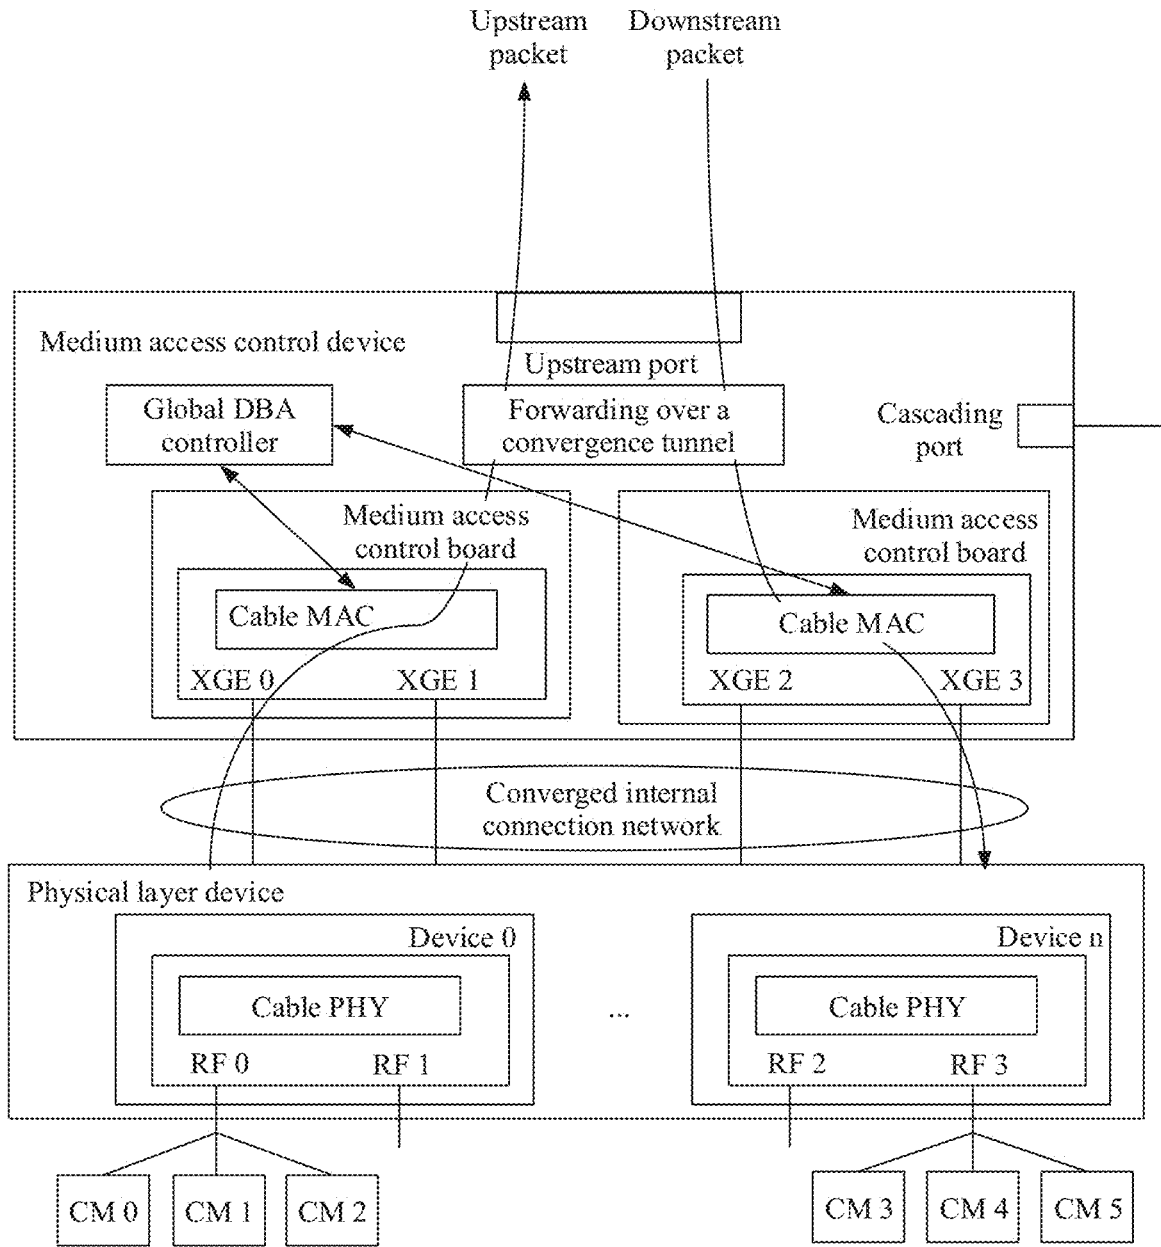 Upstream
packet
Downstream
packet
Medium access control device
Upstream port
Global DBA
controller
Forwarding over a
convergence tunnel
Cascading
port
Medium access
control board
Medium access
control board
Cable MAC
Cable MAC
XGE 0
XGE 1
XGE 2
XGE 3
Converged internal
connection network
Physical layer device
Device 0
Device n
Cable PHY
...
Cable PHY
RF 0
RF 1
RF 2
RF 3
CM 0
CM 1
CM 2
CM 3
CM 4
CM 5